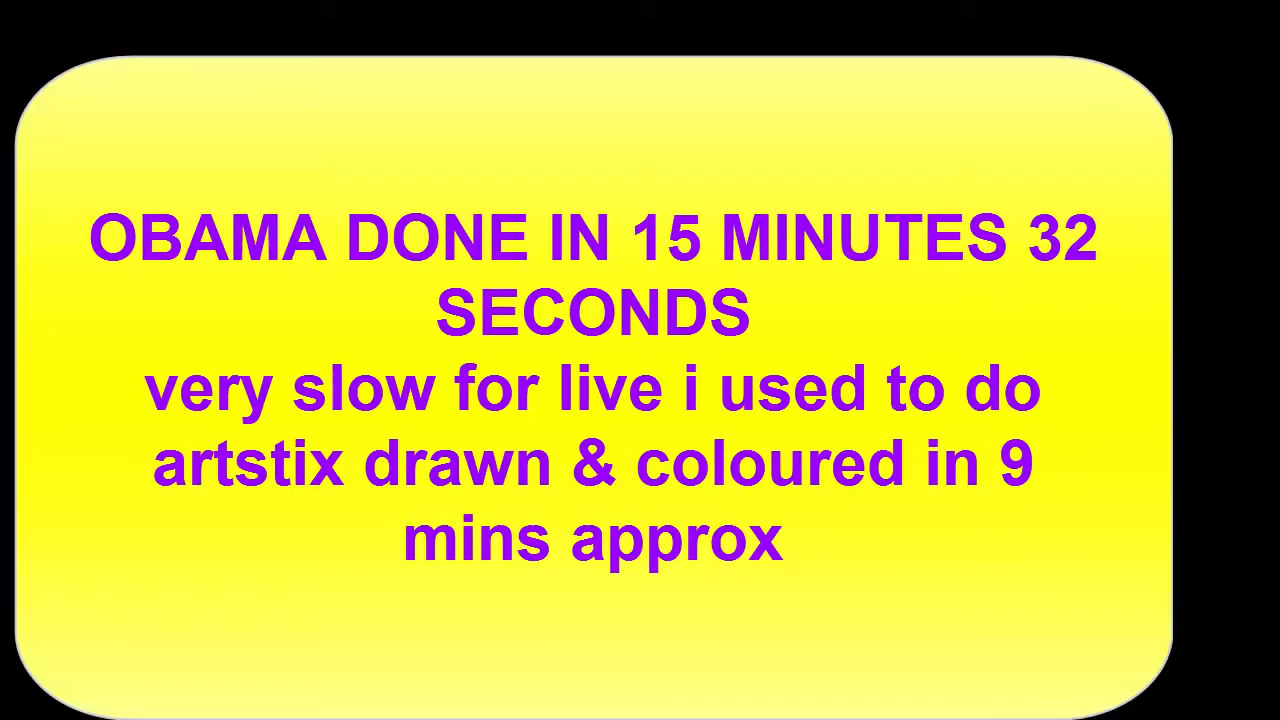 OBAMA DONE IN 15 MINUTES 32
SECONDS
very slow for live i used to do
artstix drawn & coloured in 9
mins approx